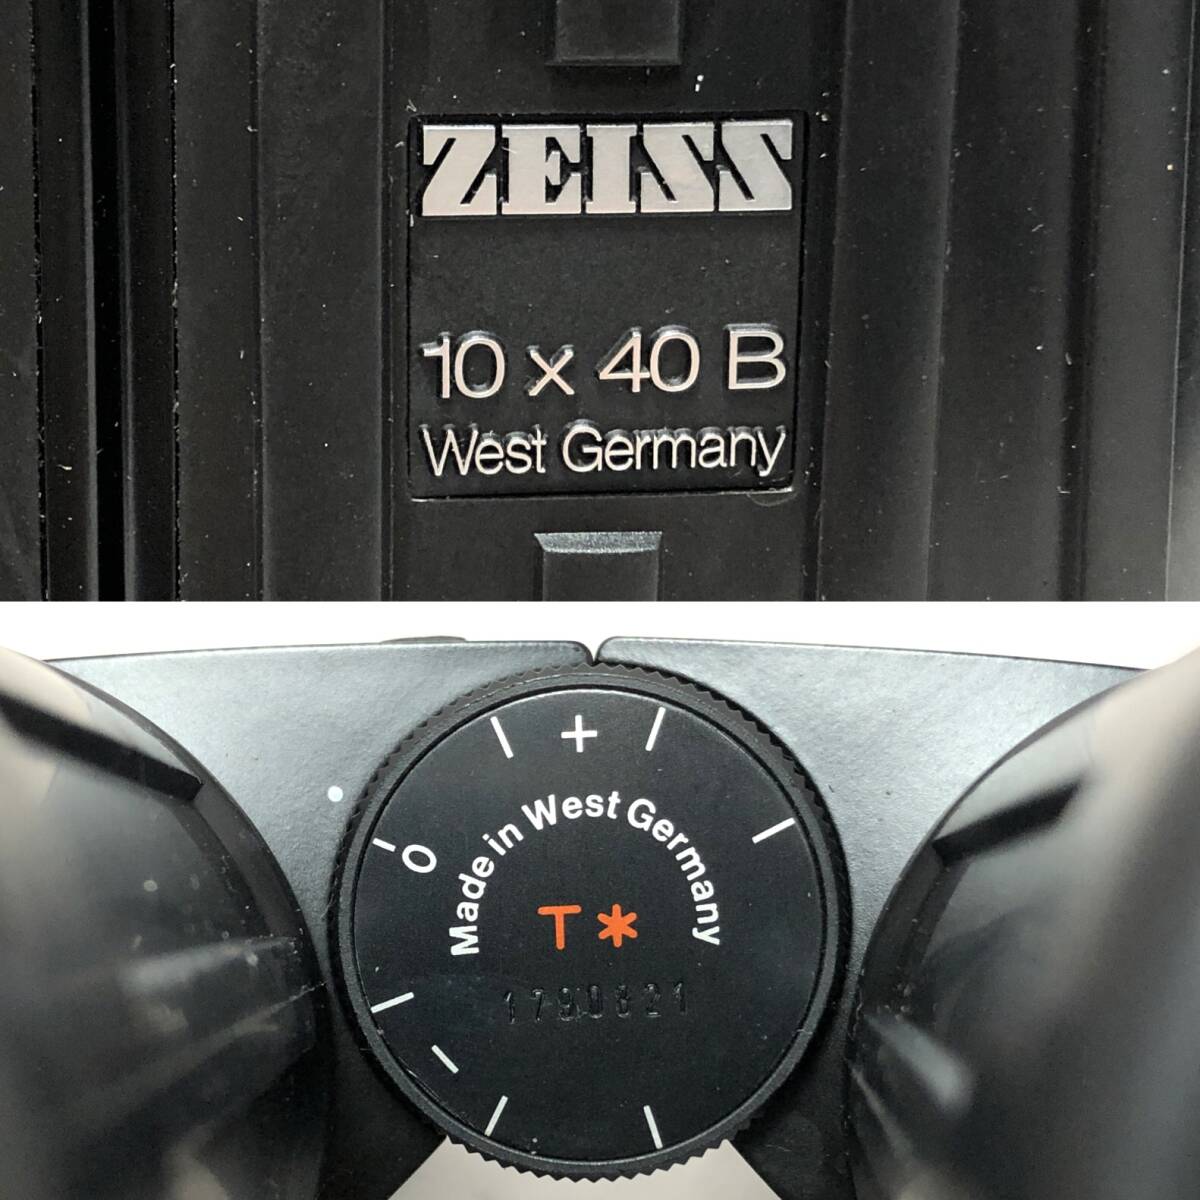 ZEISS
10 x 40 B
West Germany
+
O
Made in West Germany
T*